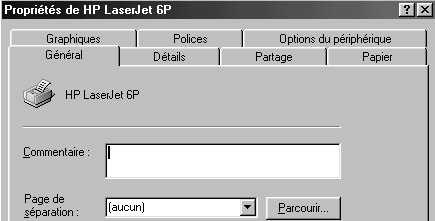 Propriétés de HP LaserJet 6P
Graphiques Polices Options du périphérique
Général Détails Partage Papier
HP LaserJet 6P
Commentaire :
Page de
séparation : (aucun) Parcourir...